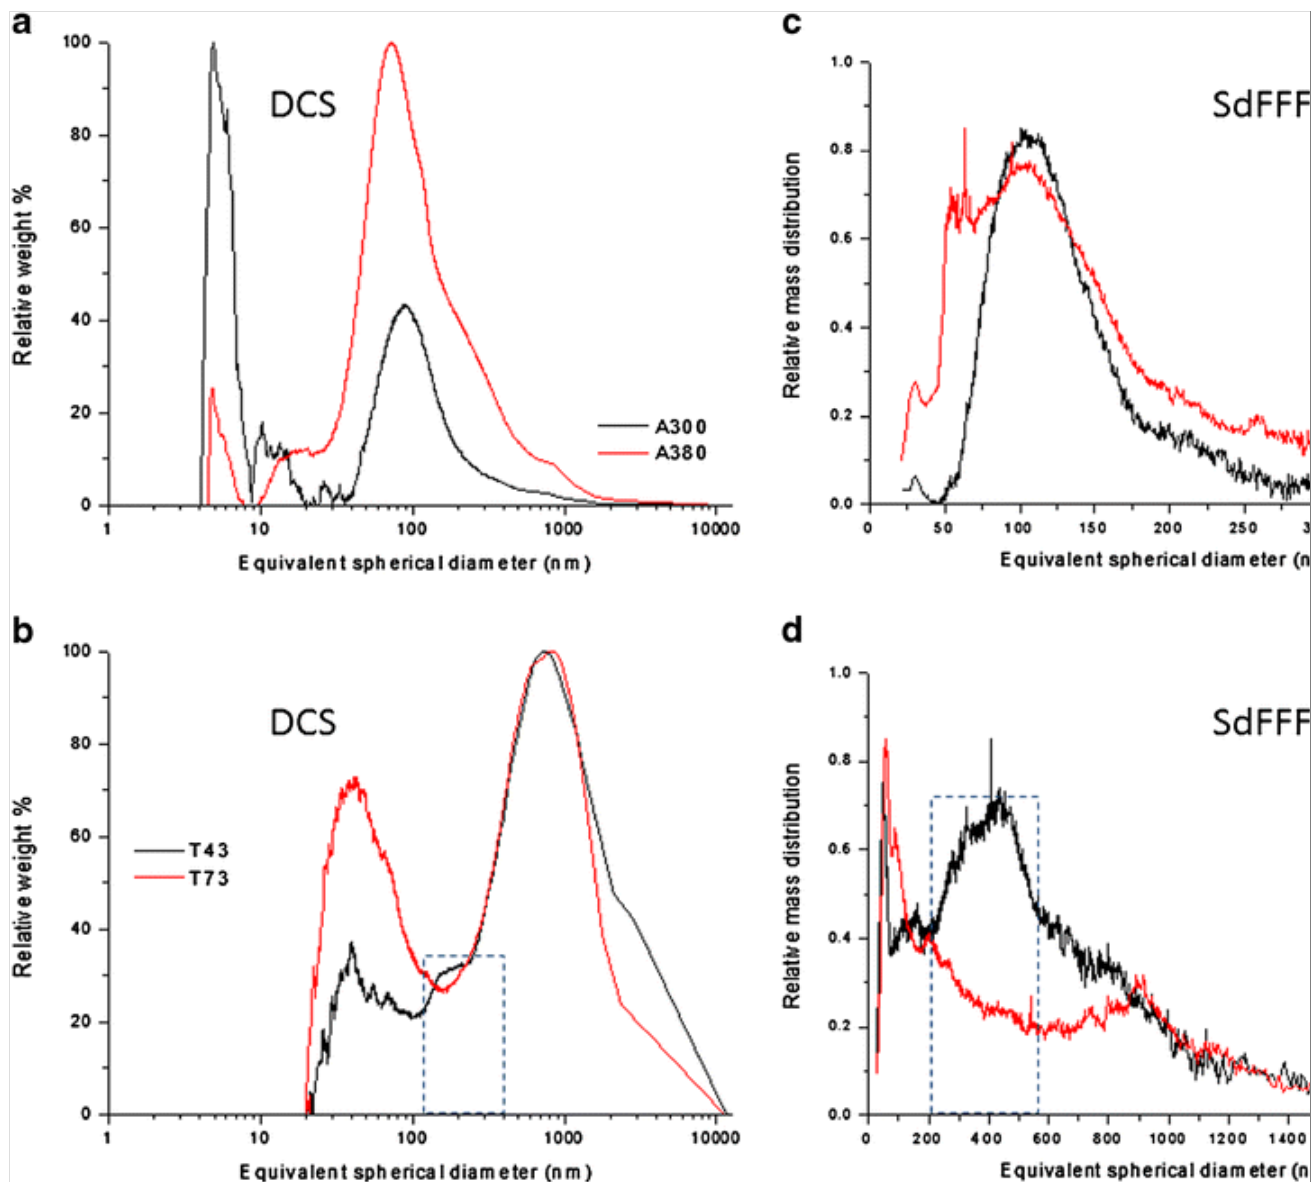 a
DCS
Relative weight %
100
80
60
40
20
0
A300
A380
1
10
100
1000
10000
Equivalent spherical diameter (nm)
c
SdFFF
Relative mass distribution
1.0
0.8
0.6
0.4
0.2
0.0
0
50
100
150
200
250
3
Equivalent spherical diameter (n
b
DCS
Relative weight %
100
80
60
40
20
0
T43
T73
1
10
100
1000
10000
Equivalent spherical diameter (nm)
d
SdFFF
Relative mass distribution
1.0
0.8
0.6
0.4
0.2
0.0
0
200
400
600
800
1000
1200
1400
Equivalent spherical diameter (n